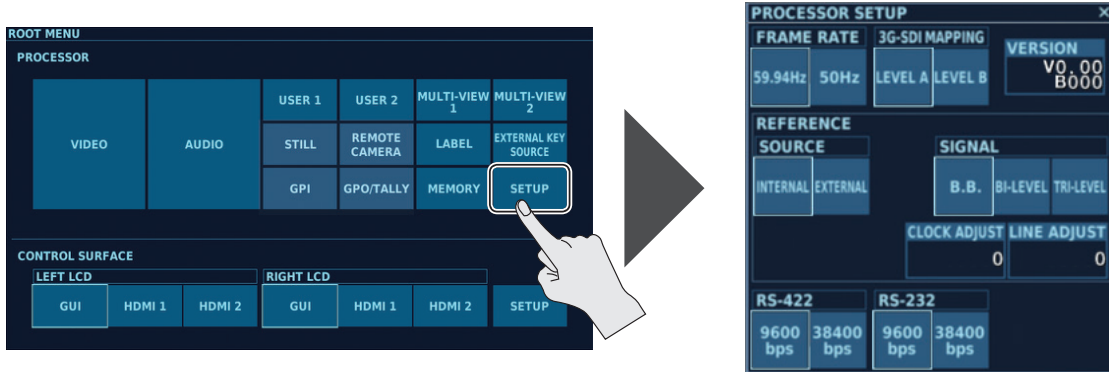 ROOT MENU
PROCESSOR
VIDEO
AUDIO
USER 1
USER 2
MULTI-VIEW
1
MULTI-VIEW
2
STILL
REMOTE
CAMERA
LABEL
EXTERNAL KEY
SOURCE
GPI
GPO/TALLY
MEMORY
SETUP
CONTROL SURFACE
LEFT LCD
RIGHT LCD
GUI
HDMI 1
HDMI 2
GUI
HDMI 1
HDMI 2
SETUP
PROCESSOR SETUP
×
FRAME RATE
3G-SDI MAPPING
VERSION
V0.00
B000
59.94Hz
50Hz
LEVEL A
LEVEL B
REFERENCE
SOURCE
SIGNAL
INTERNAL
EXTERNAL
B.B.
BI-LEVEL
TRI-LEVEL
CLOCK ADJUST
LINE ADJUST
0
0
RS-422
RS-232
9600
bps
38400
bps
9600
bps
38400
bps